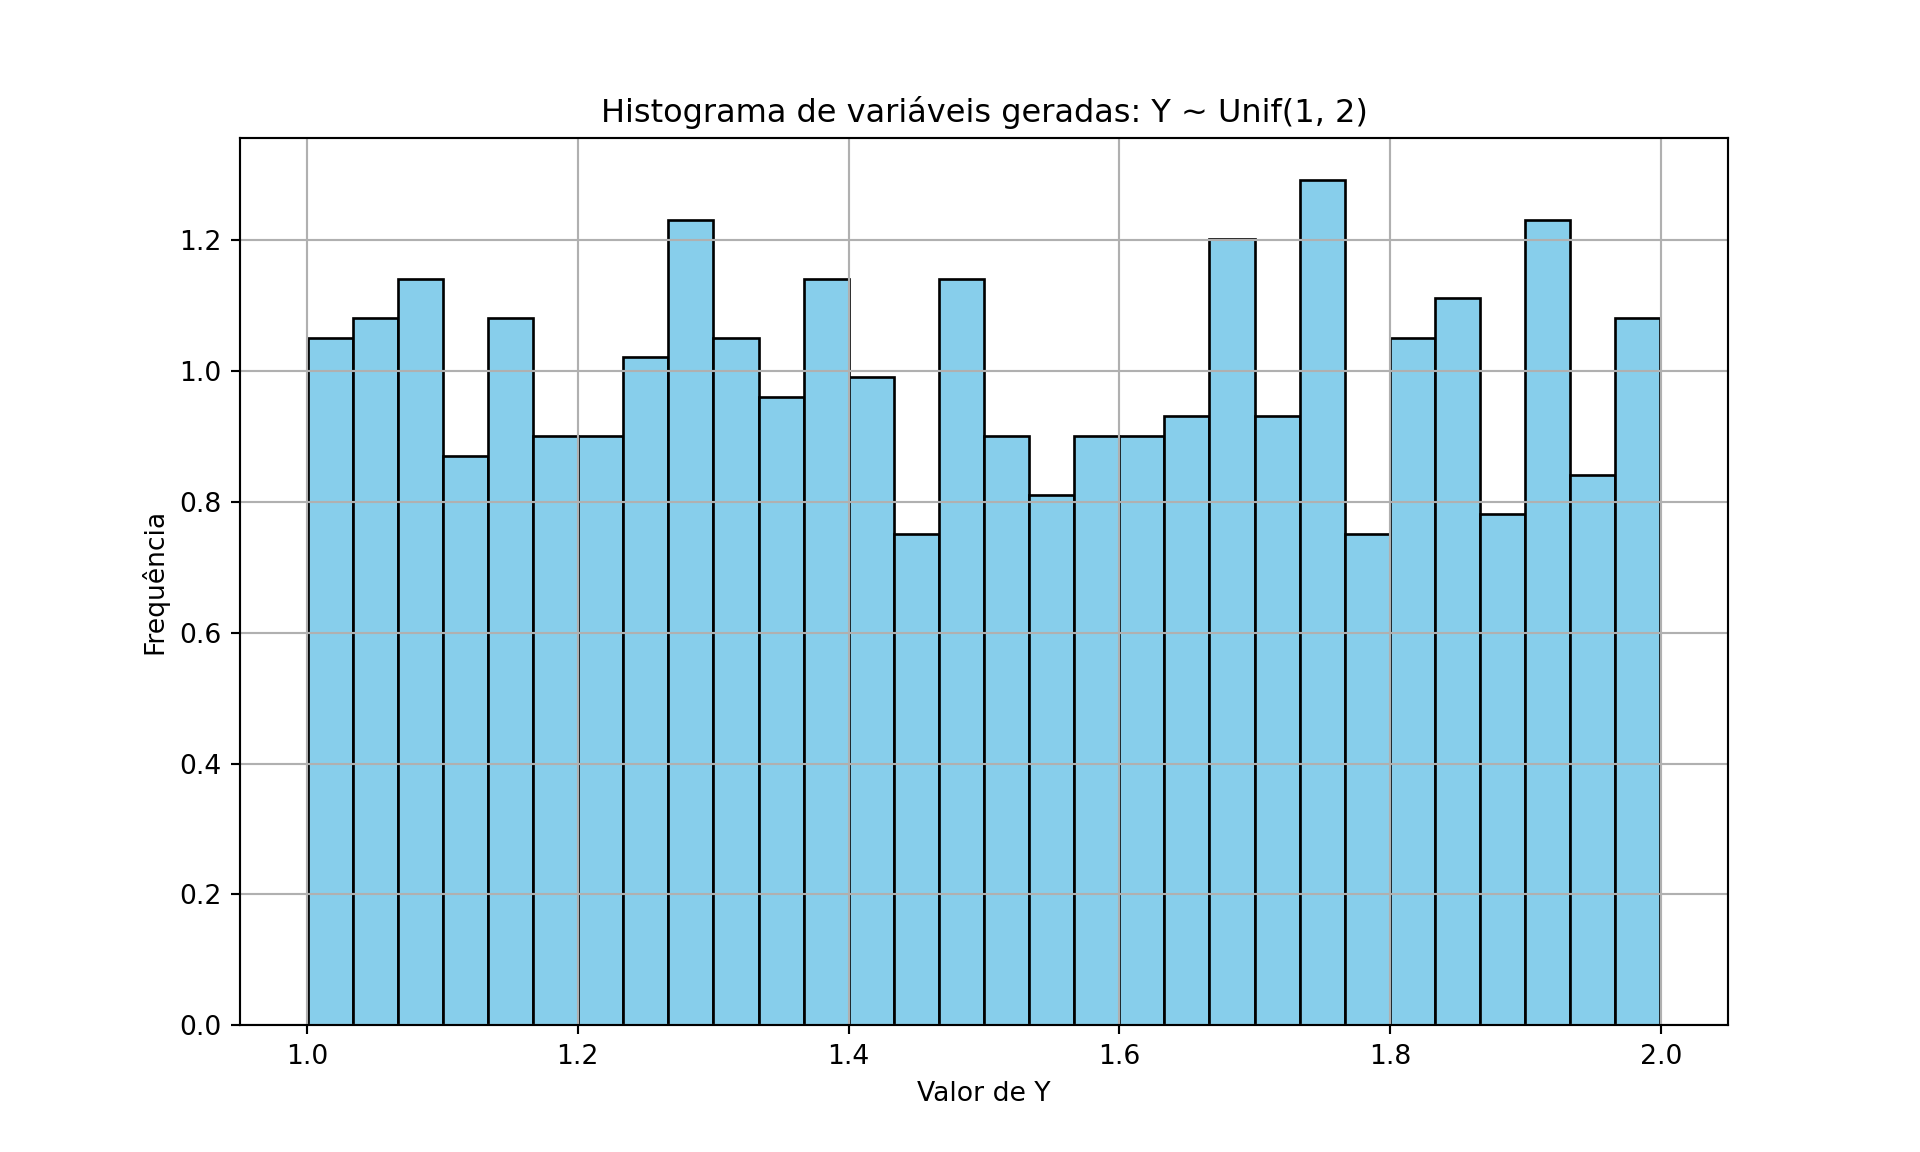 Histograma de variáveis geradas: Y ~ Unif(1, 2)
1.2
1.0
0.8
0.6
0.4
0.2
0.0
Frequência
1.0 1.2 1.4 1.6 1.8 2.0
Valor de Y